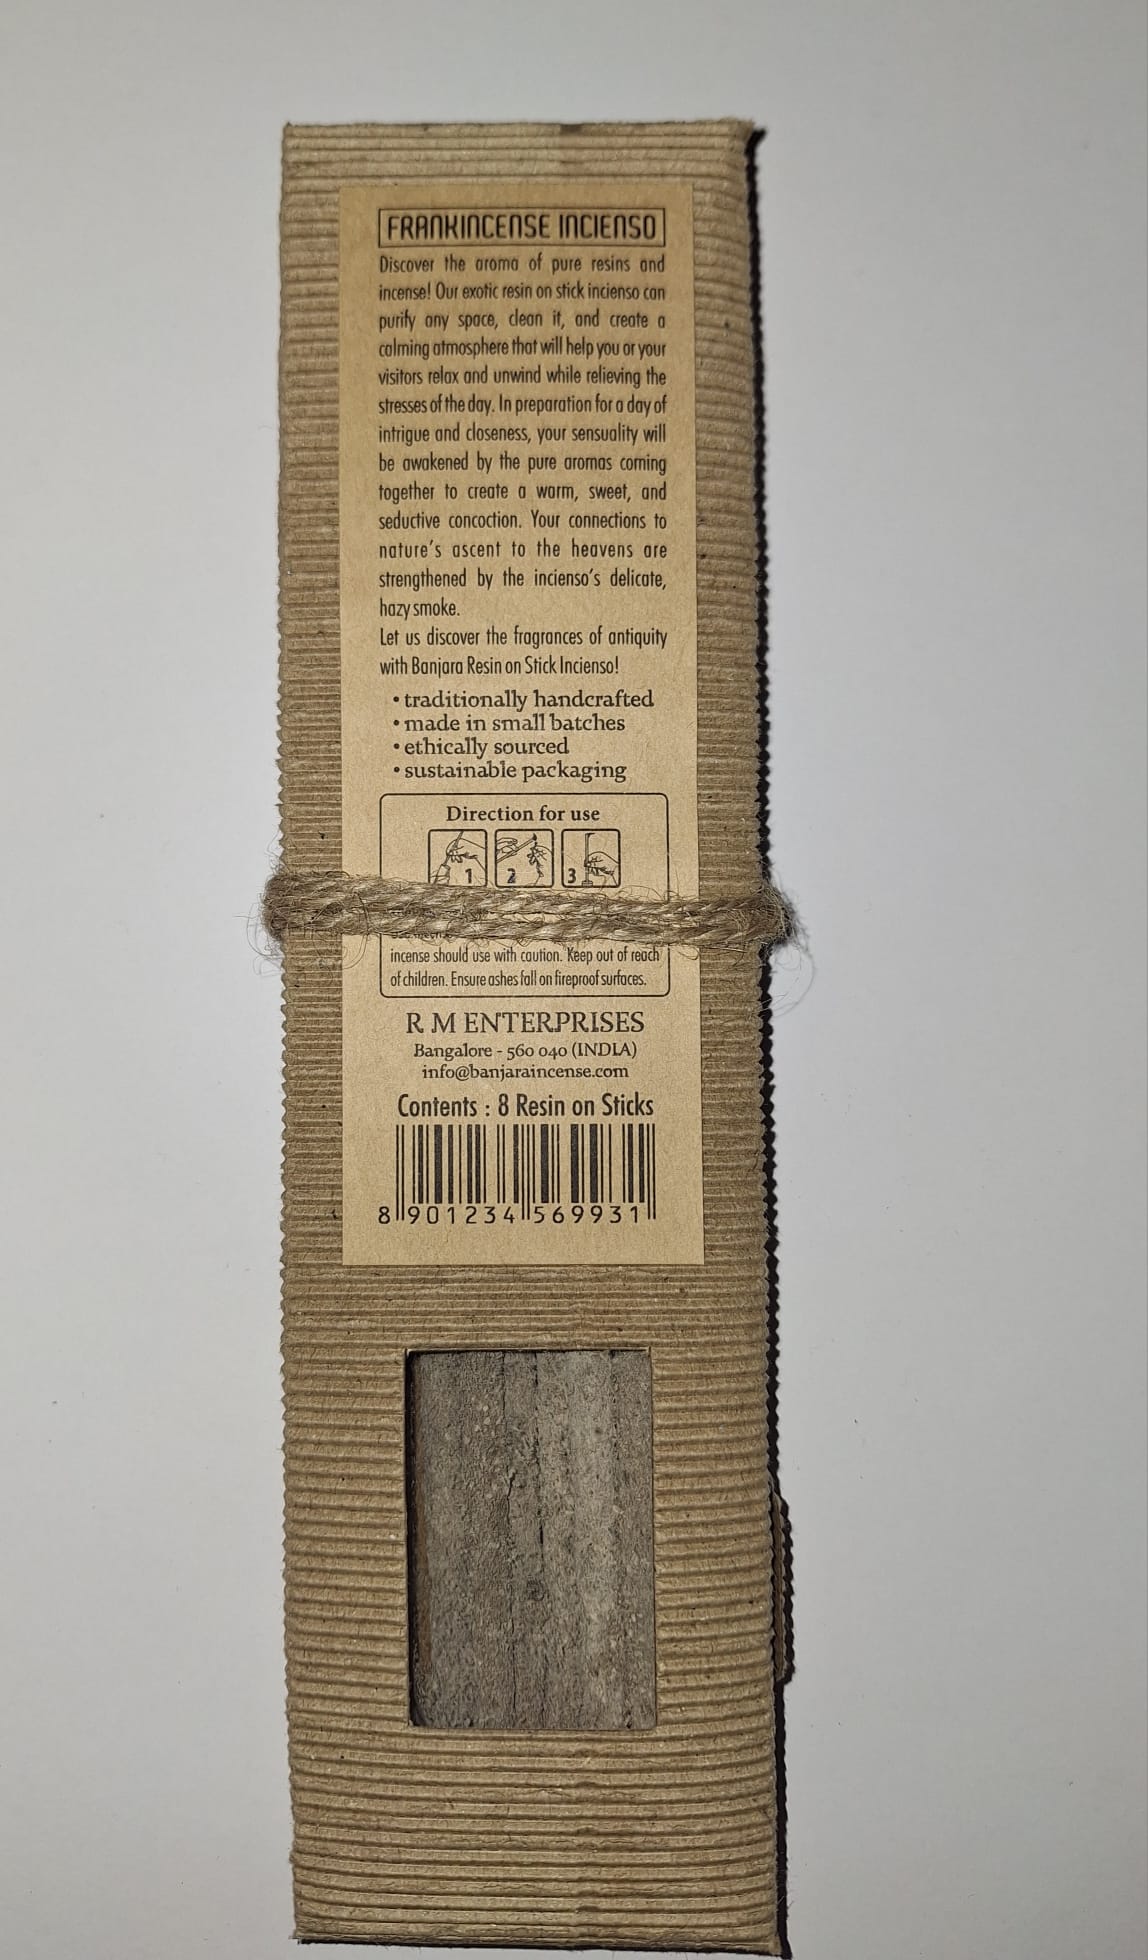 FRANKINCENSE INCIENSO
Discover the aroma of pure resins and
incense! Our exotic resin on stick incienso can
purify any space, clean it, and create a
calming atmosphere that will help you or your
visitors relax and unwind while relieving the
stresses of the day. In preparation for a day of
intrigue and closeness, your sensuality will
be awakened by the pure aromas coming
together to create a warm, sweet, and
seductive concoction. Your connections to
nature's ascent to the heavens are
strengthened by the incienso's delicate,
hazy smoke.
Let us discover the fragrances of antiquity
with Banjara Resin on Stick Incienso!
• traditionally handcrafted
• made in small batches
• ethically sourced
• sustainable packaging
Direction for use
1 2 3
incense should use with caution. Keep out of reach
of children. Ensure ashes fall on fireproof surfaces.
R M ENTERPRISES
Bangalore - 560 040 (INDIA)
info@banjaraincense.com
Contents : 8 Resin on Sticks
8 901234 569931